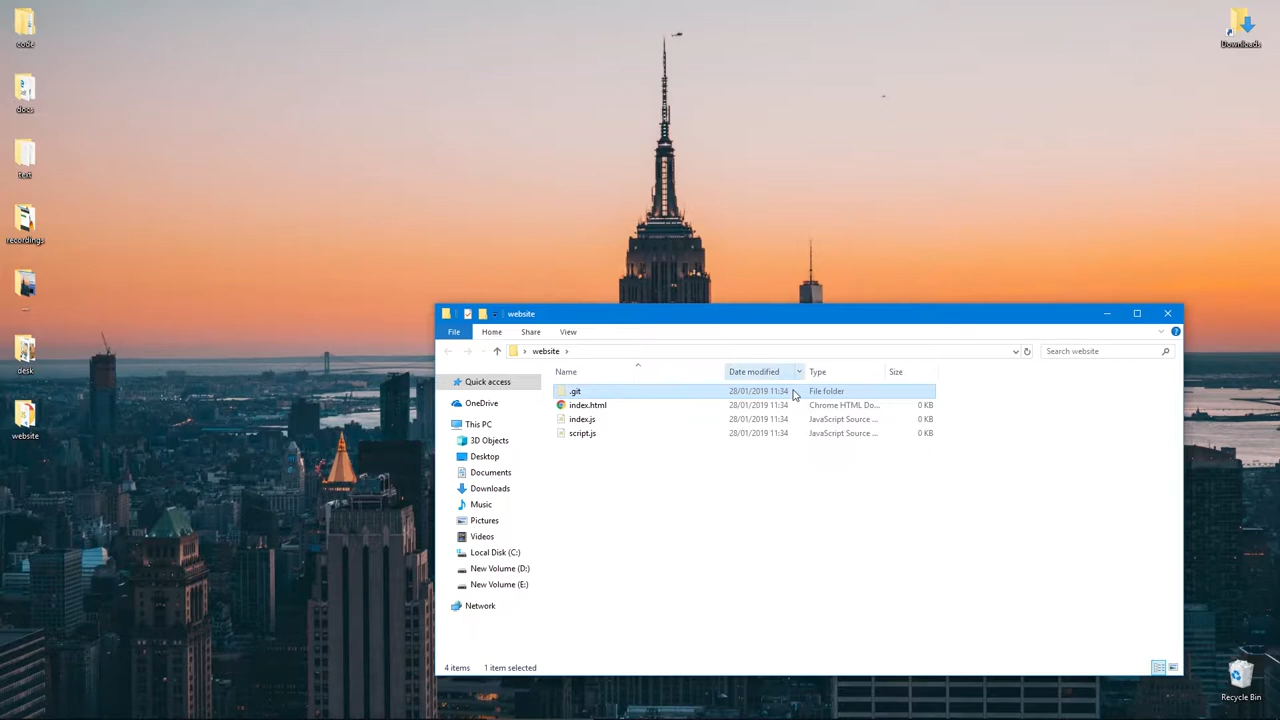 code
docs
test
recordings
...
desk
website
Downloads
website
File Home Share View
website
Search website
Name Date modified Type Size
.git 28/01/2019 11:34 File folder
index.html 28/01/2019 11:34 Chrome HTML Do... 0 KB
index.js 28/01/2019 11:34 JavaScript Source ... 0 KB
script.js 28/01/2019 11:34 JavaScript Source ... 0 KB
Quick access
OneDrive
This PC
3D Objects
Desktop
Documents
Downloads
Music
Pictures
Videos
Local Disk (C:)
New Volume (D:)
New Volume (E:)
Network
4 items 1 item selected
Recycle Bin